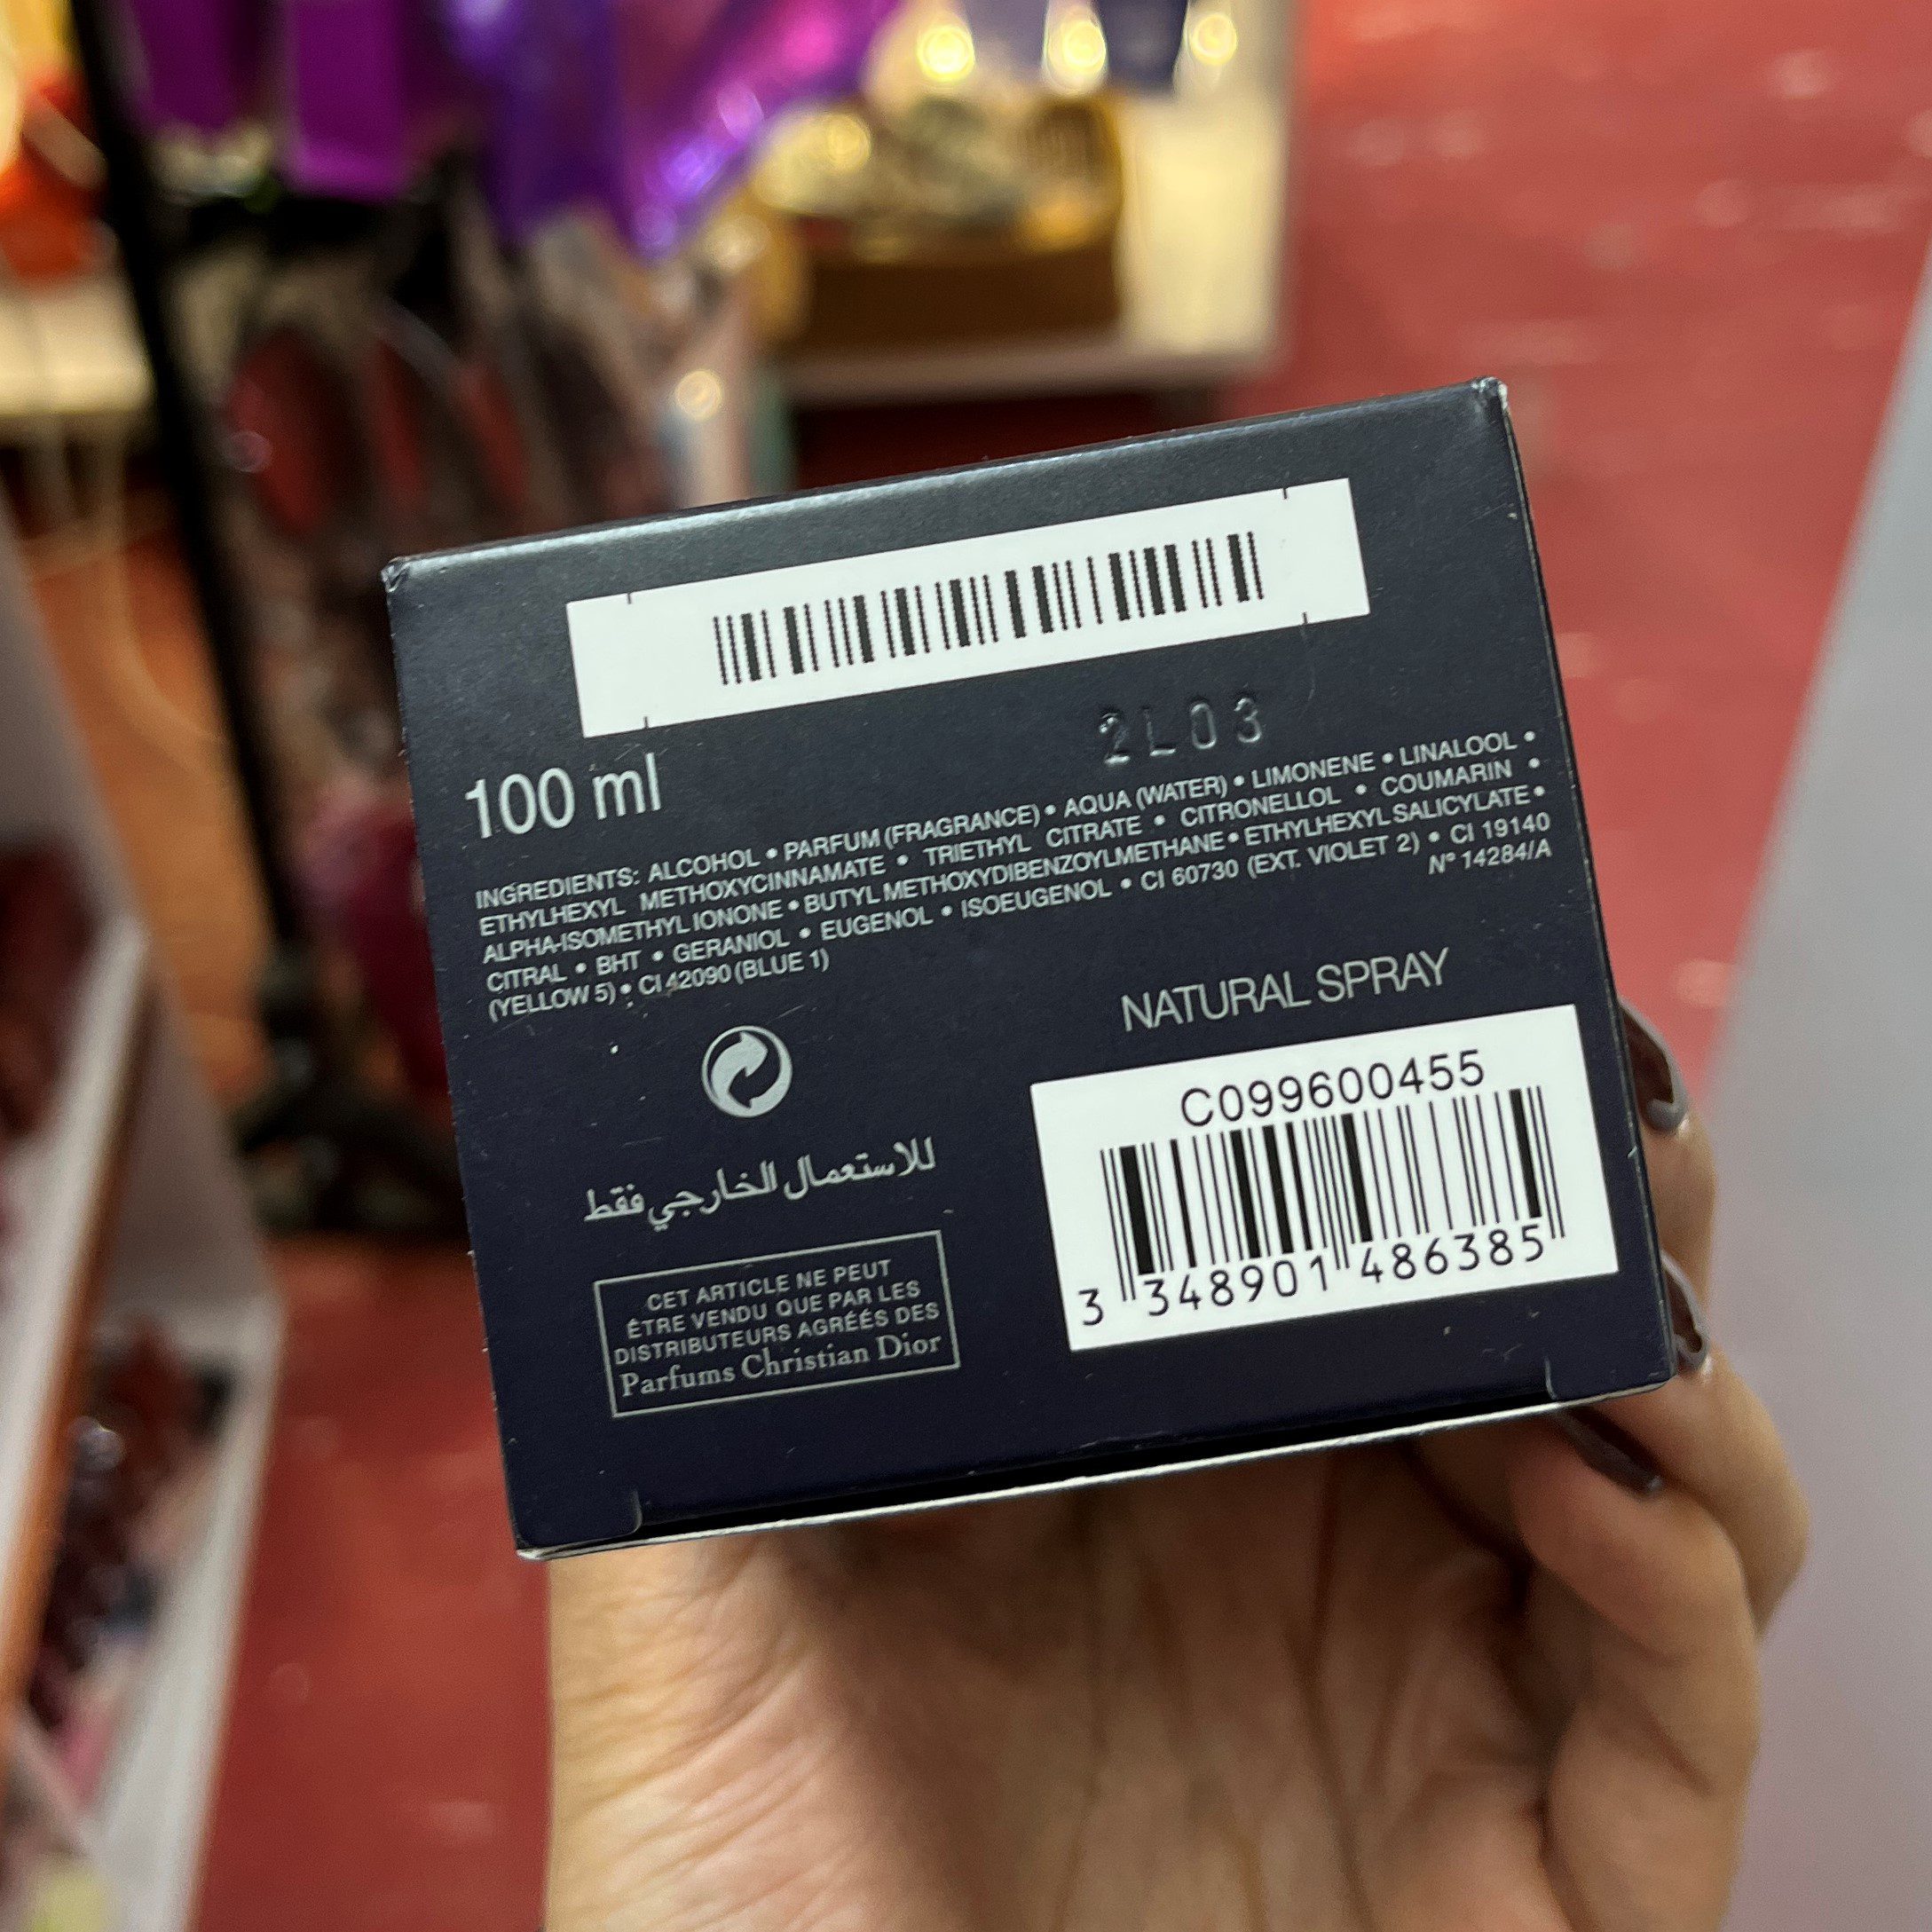 2L03
100 ml
INGREDIENTS: ALCOHOL • PARFUM (FRAGRANCE) • AQUA (WATER) • LIMONENE • LINALOOL •
ETHYLHEXYL METHOXYCINNAMATE • TRIETHYL CITRATE • CITRONELLOL • COUMARIN •
ALPHA-ISOMETHYL IONONE • BUTYL METHOXYDIBENZOYLMETHANE • ETHYLHEXYL SALICYLATE •
CITRAL • BHT • GERANIOL • EUGENOL • ISOEUGENOL • CI 60730 (EXT. VIOLET 2) • CI 19140
(YELLOW 5) • CI 42090 (BLUE 1)
N° 14284/A
NATURAL SPRAY
للاستعمال الخارجي فقط
CET ARTICLE NE PEUT
ÊTRE VENDU QUE PAR LES
DISTRIBUTEURS AGRÉÉS DES
Parfums Christian Dior
C099600455
3 348901 486385